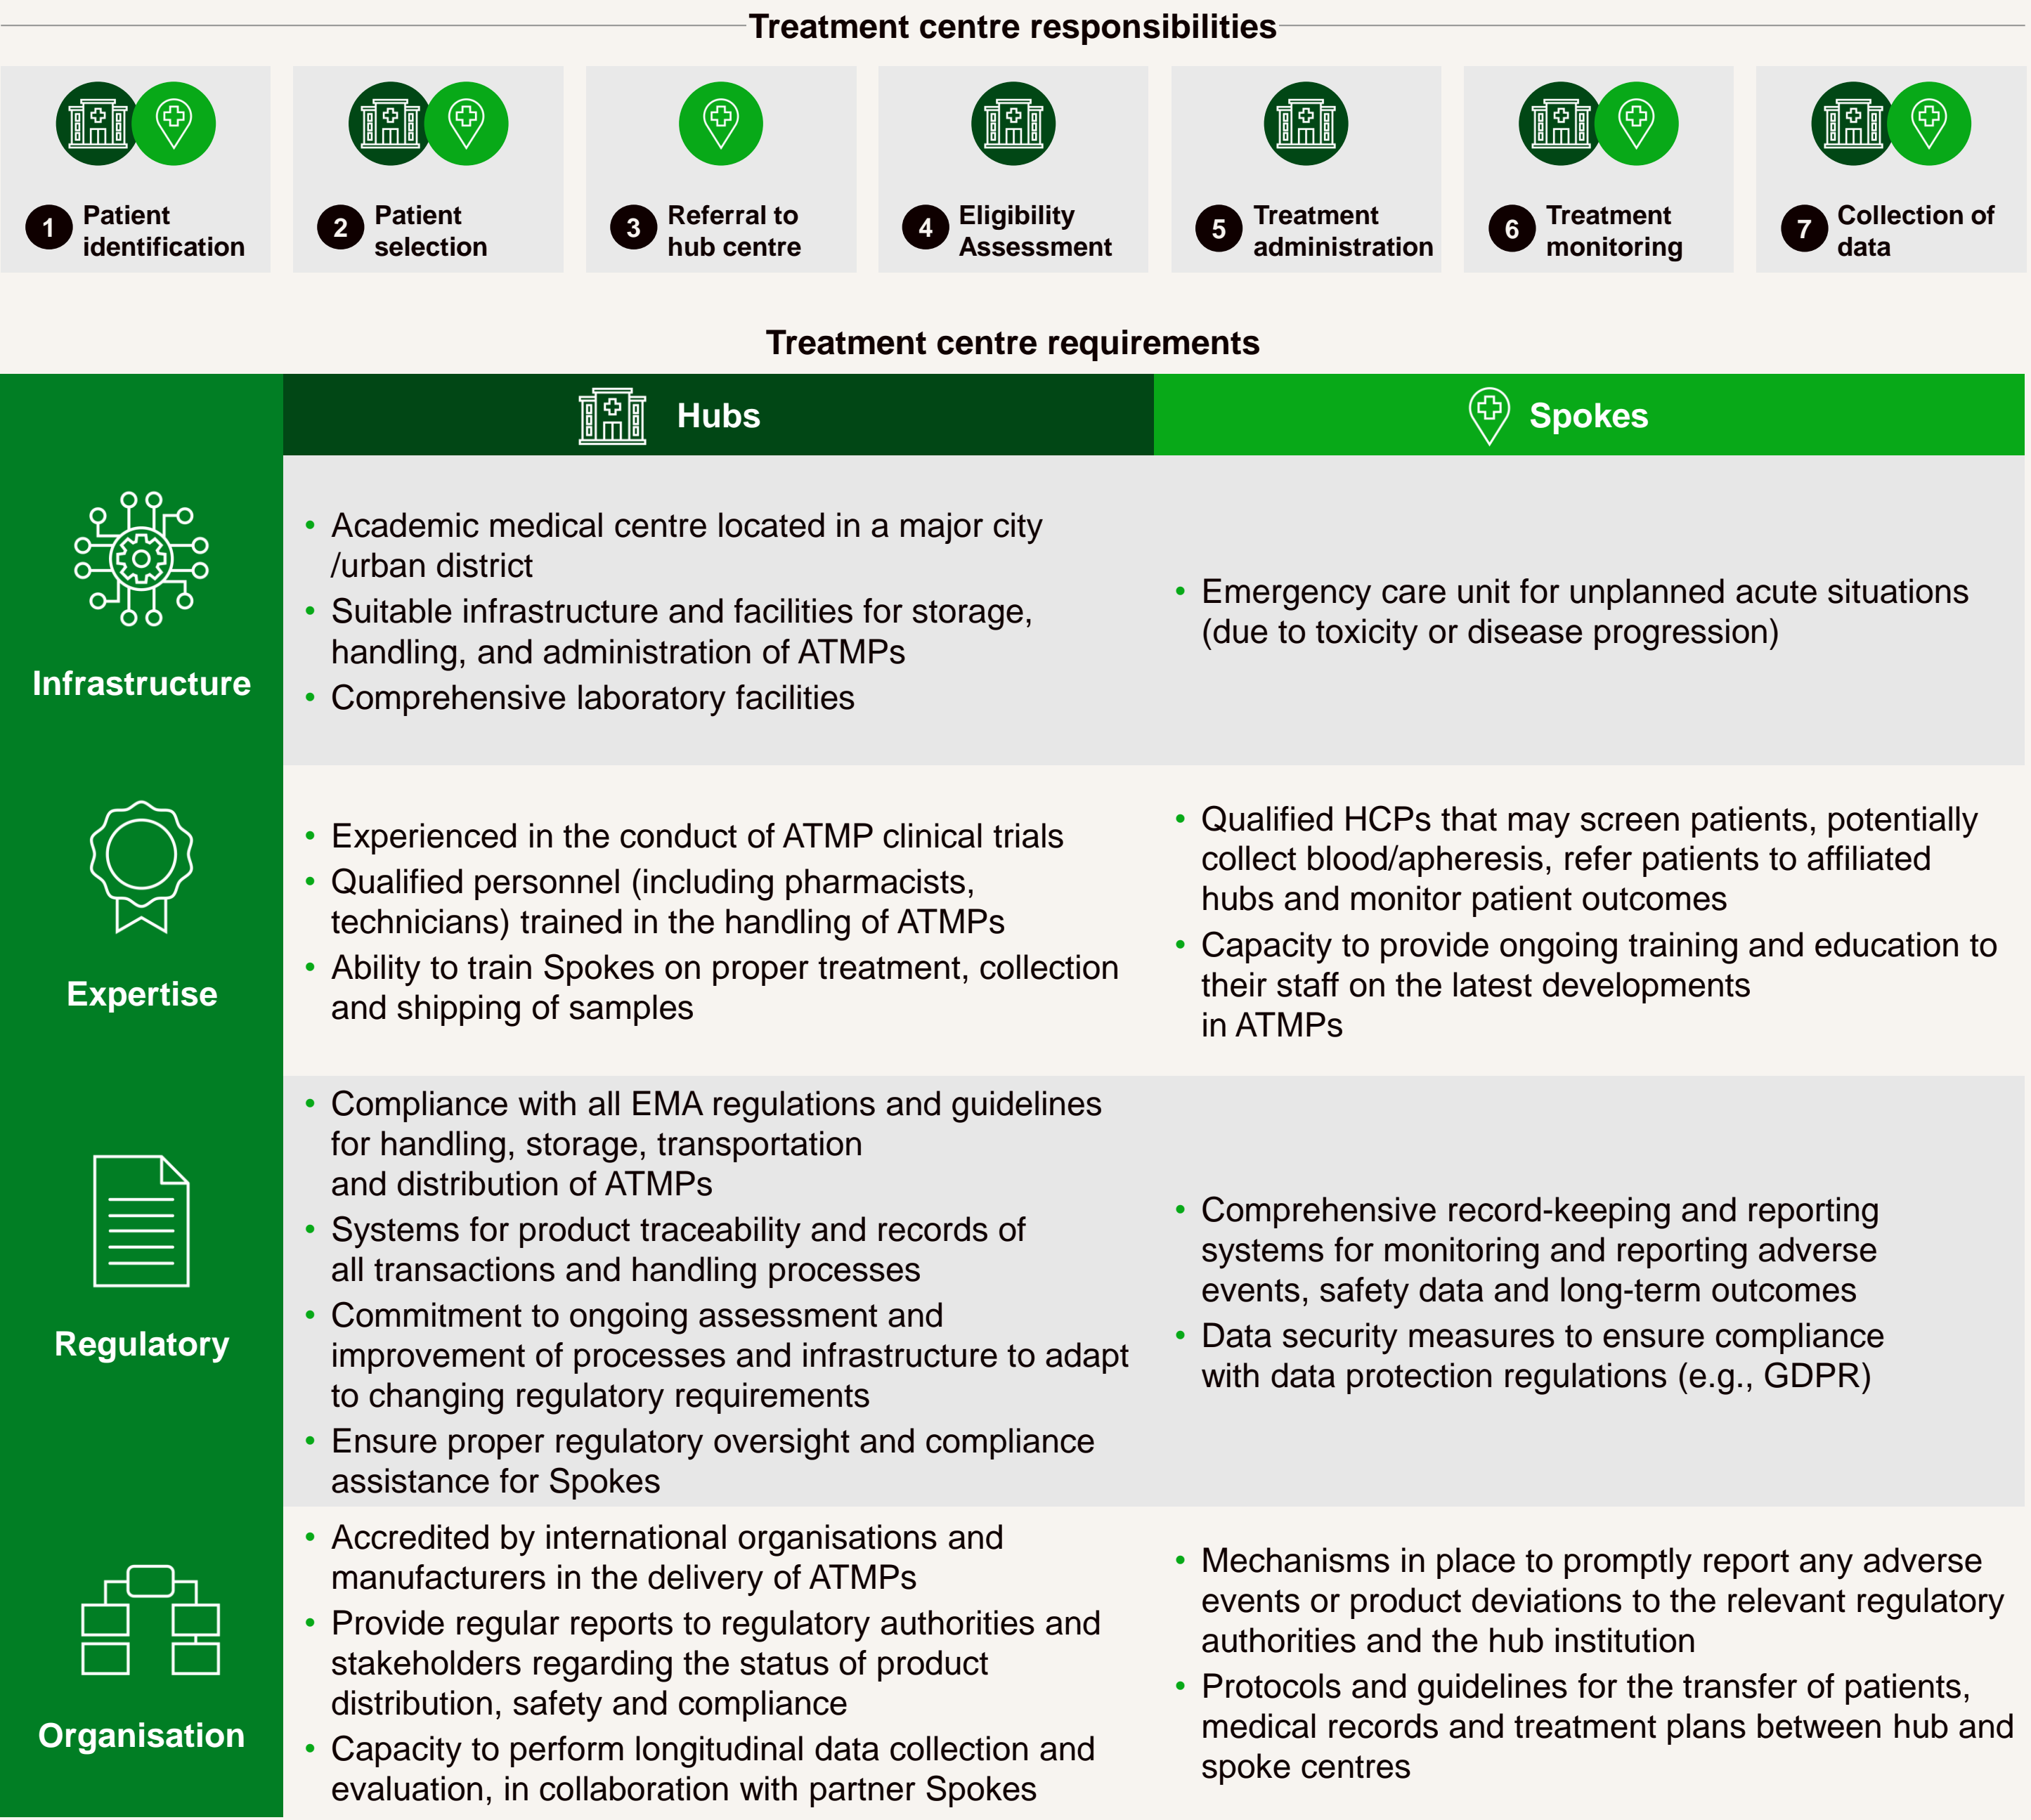 Treatment centre responsibilities
1 Patient
identification
2 Patient
selection
3 Referral to
hub centre
4 Eligibility
Assessment
5 Treatment
administration
6 Treatment
monitoring
7 Collection of
data
Treatment centre requirements
Hubs
Spokes
Infrastructure
• Academic medical centre located in a major city
/urban district
• Suitable infrastructure and facilities for storage,
handling, and administration of ATMPs
• Comprehensive laboratory facilities
• Emergency care unit for unplanned acute situations
(due to toxicity or disease progression)
Expertise
• Experienced in the conduct of ATMP clinical trials
• Qualified personnel (including pharmacists,
technicians) trained in the handling of ATMPs
• Ability to train Spokes on proper treatment, collection
and shipping of samples
• Qualified HCPs that may screen patients, potentially
collect blood/apheresis, refer patients to affiliated
hubs and monitor patient outcomes
• Capacity to provide ongoing training and education to
their staff on the latest developments
in ATMPs
Regulatory
• Compliance with all EMA regulations and guidelines
for handling, storage, transportation
and distribution of ATMPs
• Systems for product traceability and records of
all transactions and handling processes
• Commitment to ongoing assessment and
improvement of processes and infrastructure to adapt
to changing regulatory requirements
• Ensure proper regulatory oversight and compliance
assistance for Spokes
• Comprehensive record-keeping and reporting
systems for monitoring and reporting adverse
events, safety data and long-term outcomes
• Data security measures to ensure compliance
with data protection regulations (e.g., GDPR)
Organisation
• Accredited by international organisations and
manufacturers in the delivery of ATMPs
• Provide regular reports to regulatory authorities and
stakeholders regarding the status of product
distribution, safety and compliance
• Capacity to perform longitudinal data collection and
evaluation, in collaboration with partner Spokes
• Mechanisms in place to promptly report any adverse
events or product deviations to the relevant regulatory
authorities and the hub institution
• Protocols and guidelines for the transfer of patients,
medical records and treatment plans between hub and
spoke centres